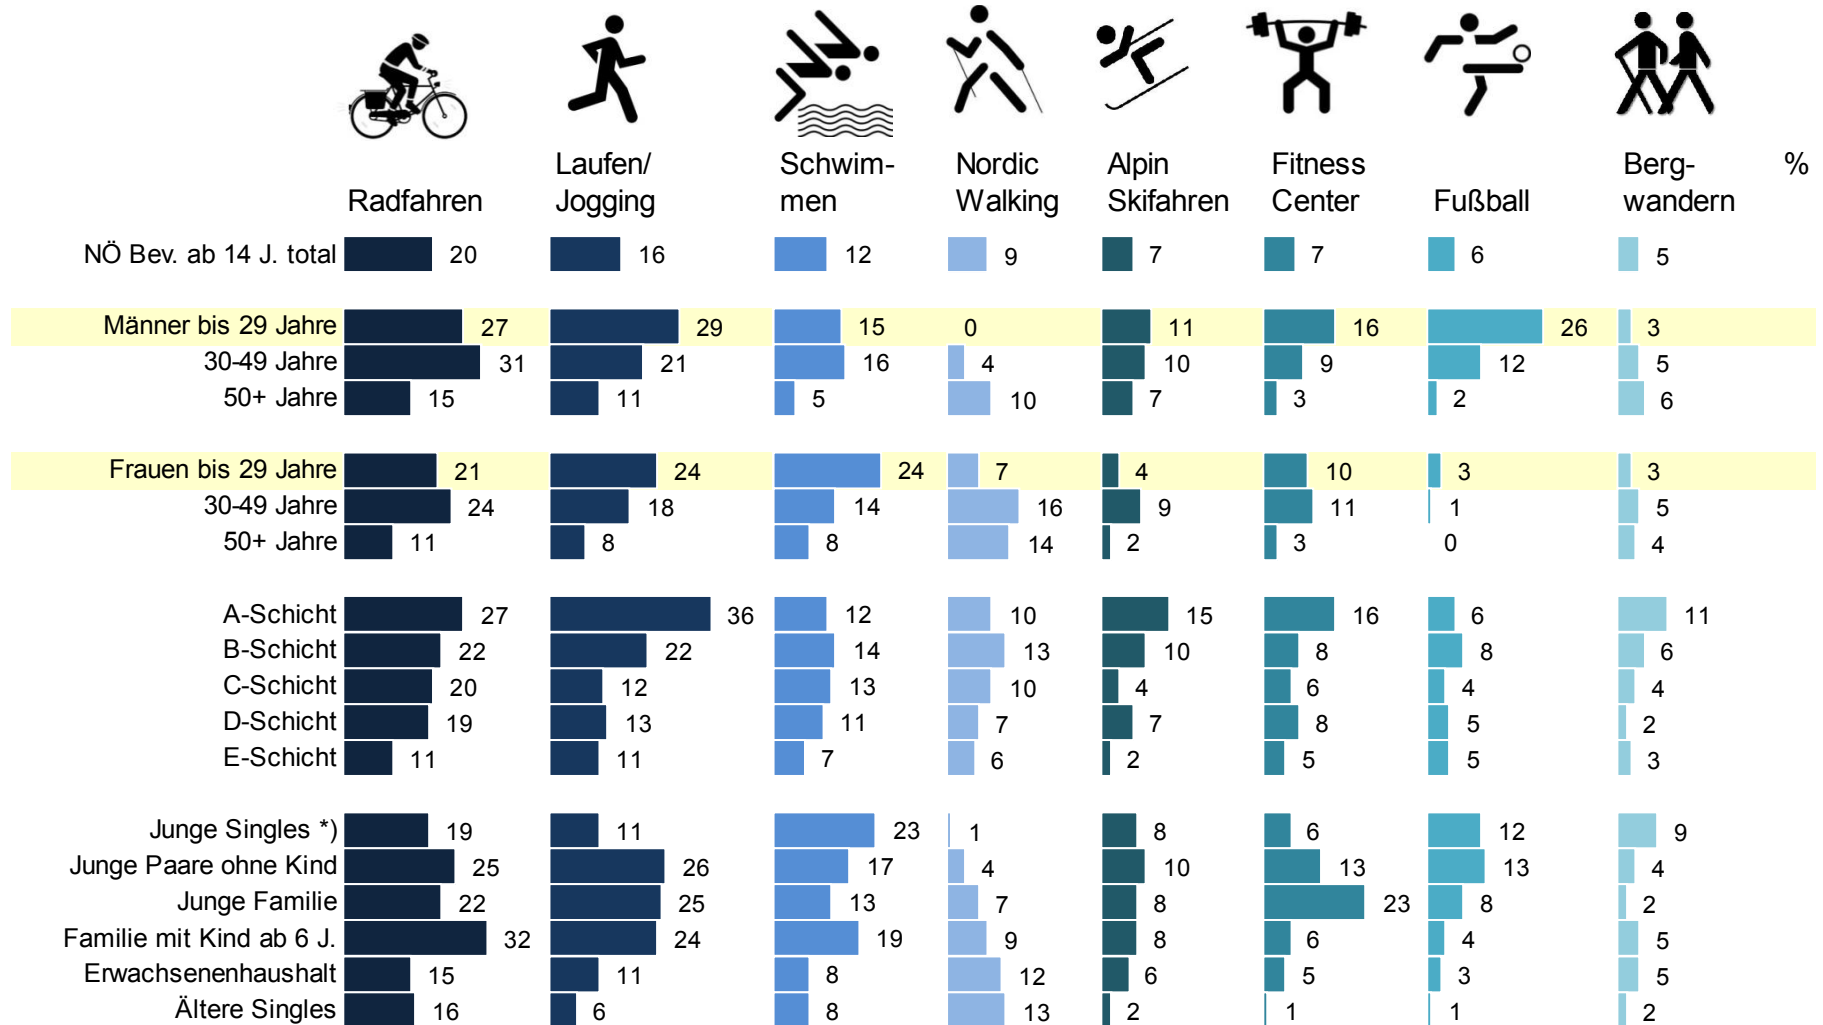 Radfahren Laufen/ Jogging Schwim- men Nordic Walking Alpin Skifahren Fitness Center Fußball Berg- wandern %
NÖ Bev. ab 14 J. total 20 16 12 9 7 7 6 5
Männer bis 29 Jahre 27 29 15 0 11 16 26 3
30-49 Jahre 31 21 16 4 10 9 12 5
50+ Jahre 15 11 5 10 7 3 2 6
Frauen bis 29 Jahre 21 24 24 7 4 10 3 3
30-49 Jahre 24 18 14 16 9 11 1 5
50+ Jahre 11 8 8 14 2 3 0 4
A-Schicht 27 36 12 10 15 16 6 11
B-Schicht 22 22 14 13 10 8 8 6
C-Schicht 20 12 13 10 4 6 4 4
D-Schicht 19 13 11 7 7 8 5 2
E-Schicht 11 11 7 6 2 5 5 3
Junge Singles *) 19 11 23 1 8 6 12 9
Junge Paare ohne Kind 25 26 17 4 10 13 13 4
Junge Familie 22 25 13 7 8 23 8 2
Familie mit Kind ab 6 J. 32 24 19 9 8 6 4 5
Erwachsenenhaushalt 15 11 8 12 6 5 3 5
Ältere Singles 16 6 8 13 2 1 1 2